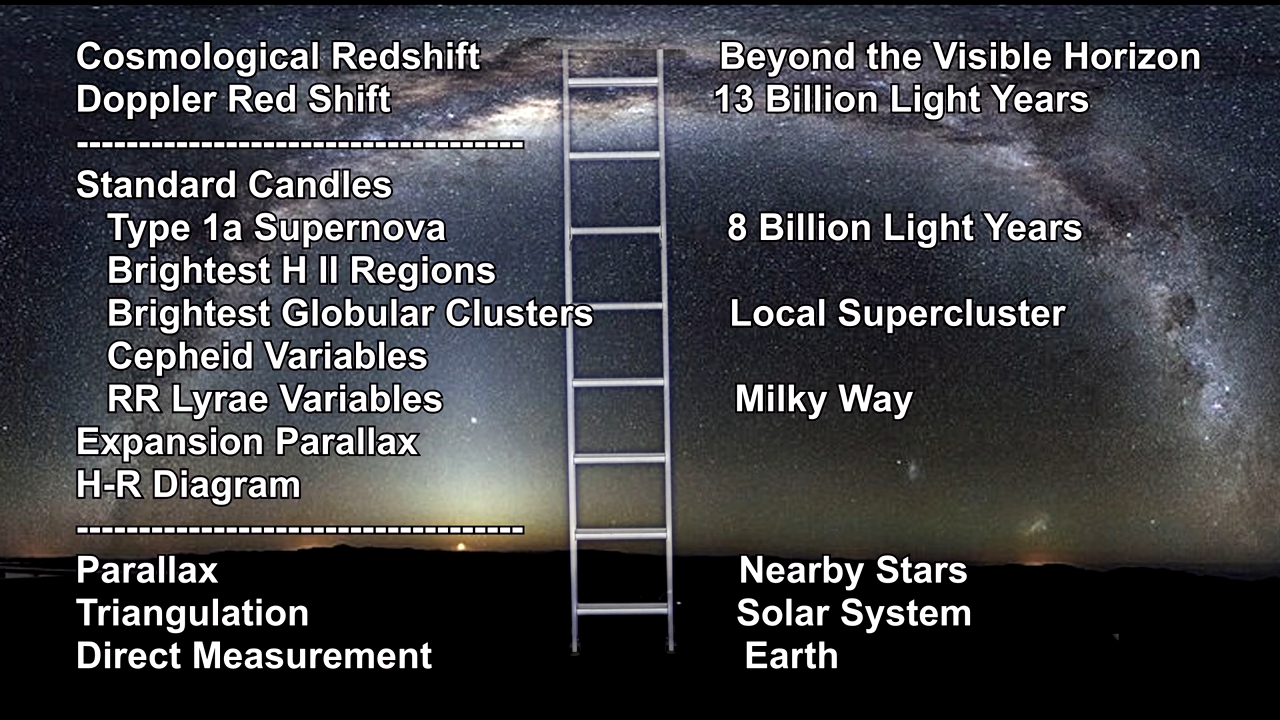 Cosmological Redshift Beyond the Visible Horizon
Doppler Red Shift 13 Billion Light Years
------------------------------------
Standard Candles
Type 1a Supernova 8 Billion Light Years
Brightest H II Regions
Brightest Globular Clusters Local Supercluster
Cepheid Variables
RR Lyrae Variables Milky Way
Expansion Parallax
H-R Diagram
------------------------------------
Parallax Nearby Stars
Triangulation Solar System
Direct Measurement Earth